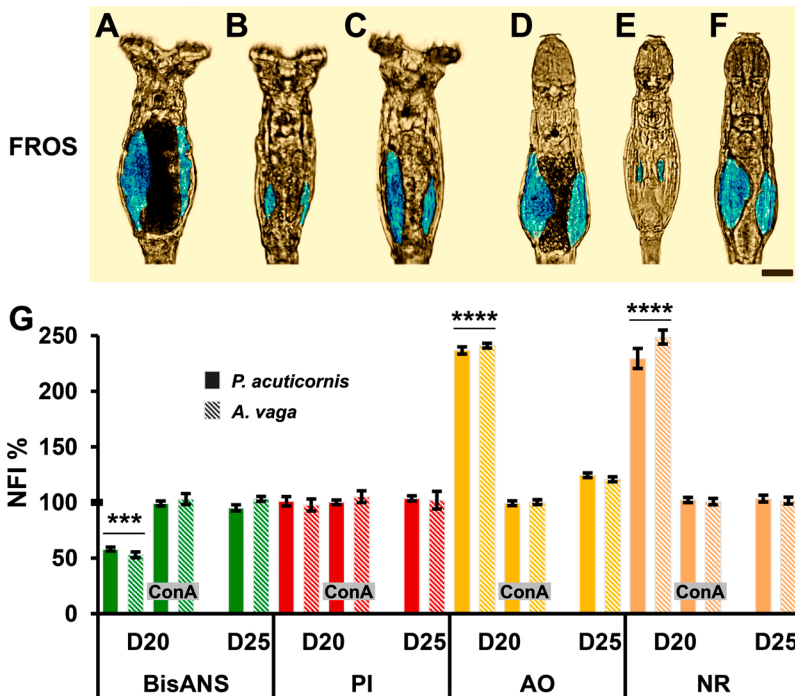 A B C D E F
FROS
G
250
200
150
100
50
0
NFI %
P. acuticornis
A. vaga
***
****
****
ConA ConA ConA ConA
D20 D25 D20 D25 D20 D25 D20 D25
BisANS PI AO NR